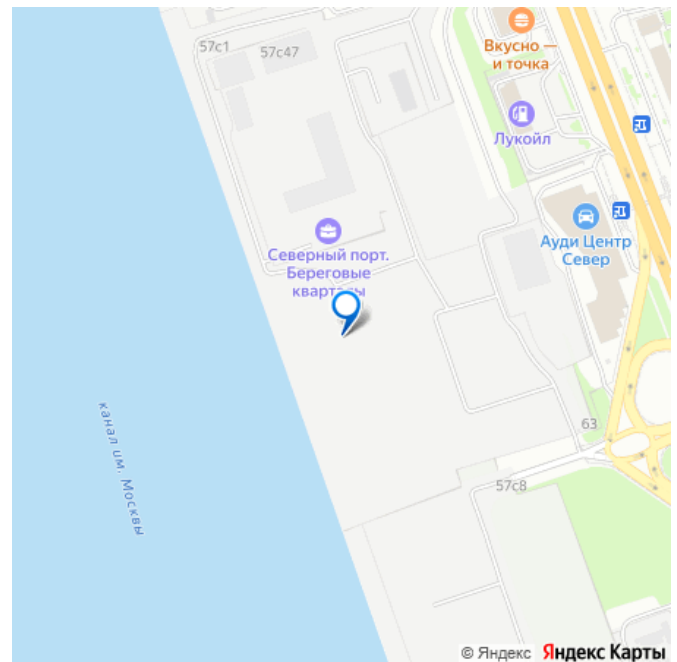 57с1
57с47
Вкусно —
и точка
Лукойл
Северный порт.
Береговые
кварталы
Ауди Центр
Север
канал им. Москвы
63
57с8
© Яндекс Яндекс Карты